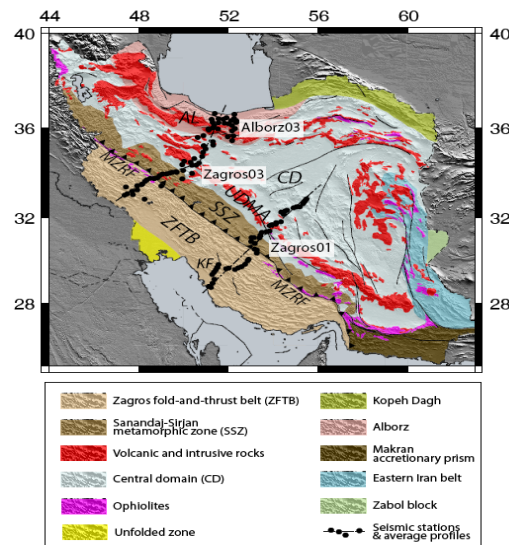 44 48 52 56 60
40 40
AL
Alborz03
36 36
Zagros03
MZRF
CD
UDMA
SSZ
32 32
ZFTB
Zagros01
KF
MZRF
28 28
Zagros fold-and-thrust belt (ZFTB)
Sanandaj-Sirjan
metamorphic zone (SSZ)
Volcanic and intrusive rocks
Central domain (CD)
Ophiolites
Unfolded zone
Kopeh Dagh
Alborz
Makran
accretionary prism
Eastern Iran belt
Zabol block
Seismic stations
& average profiles